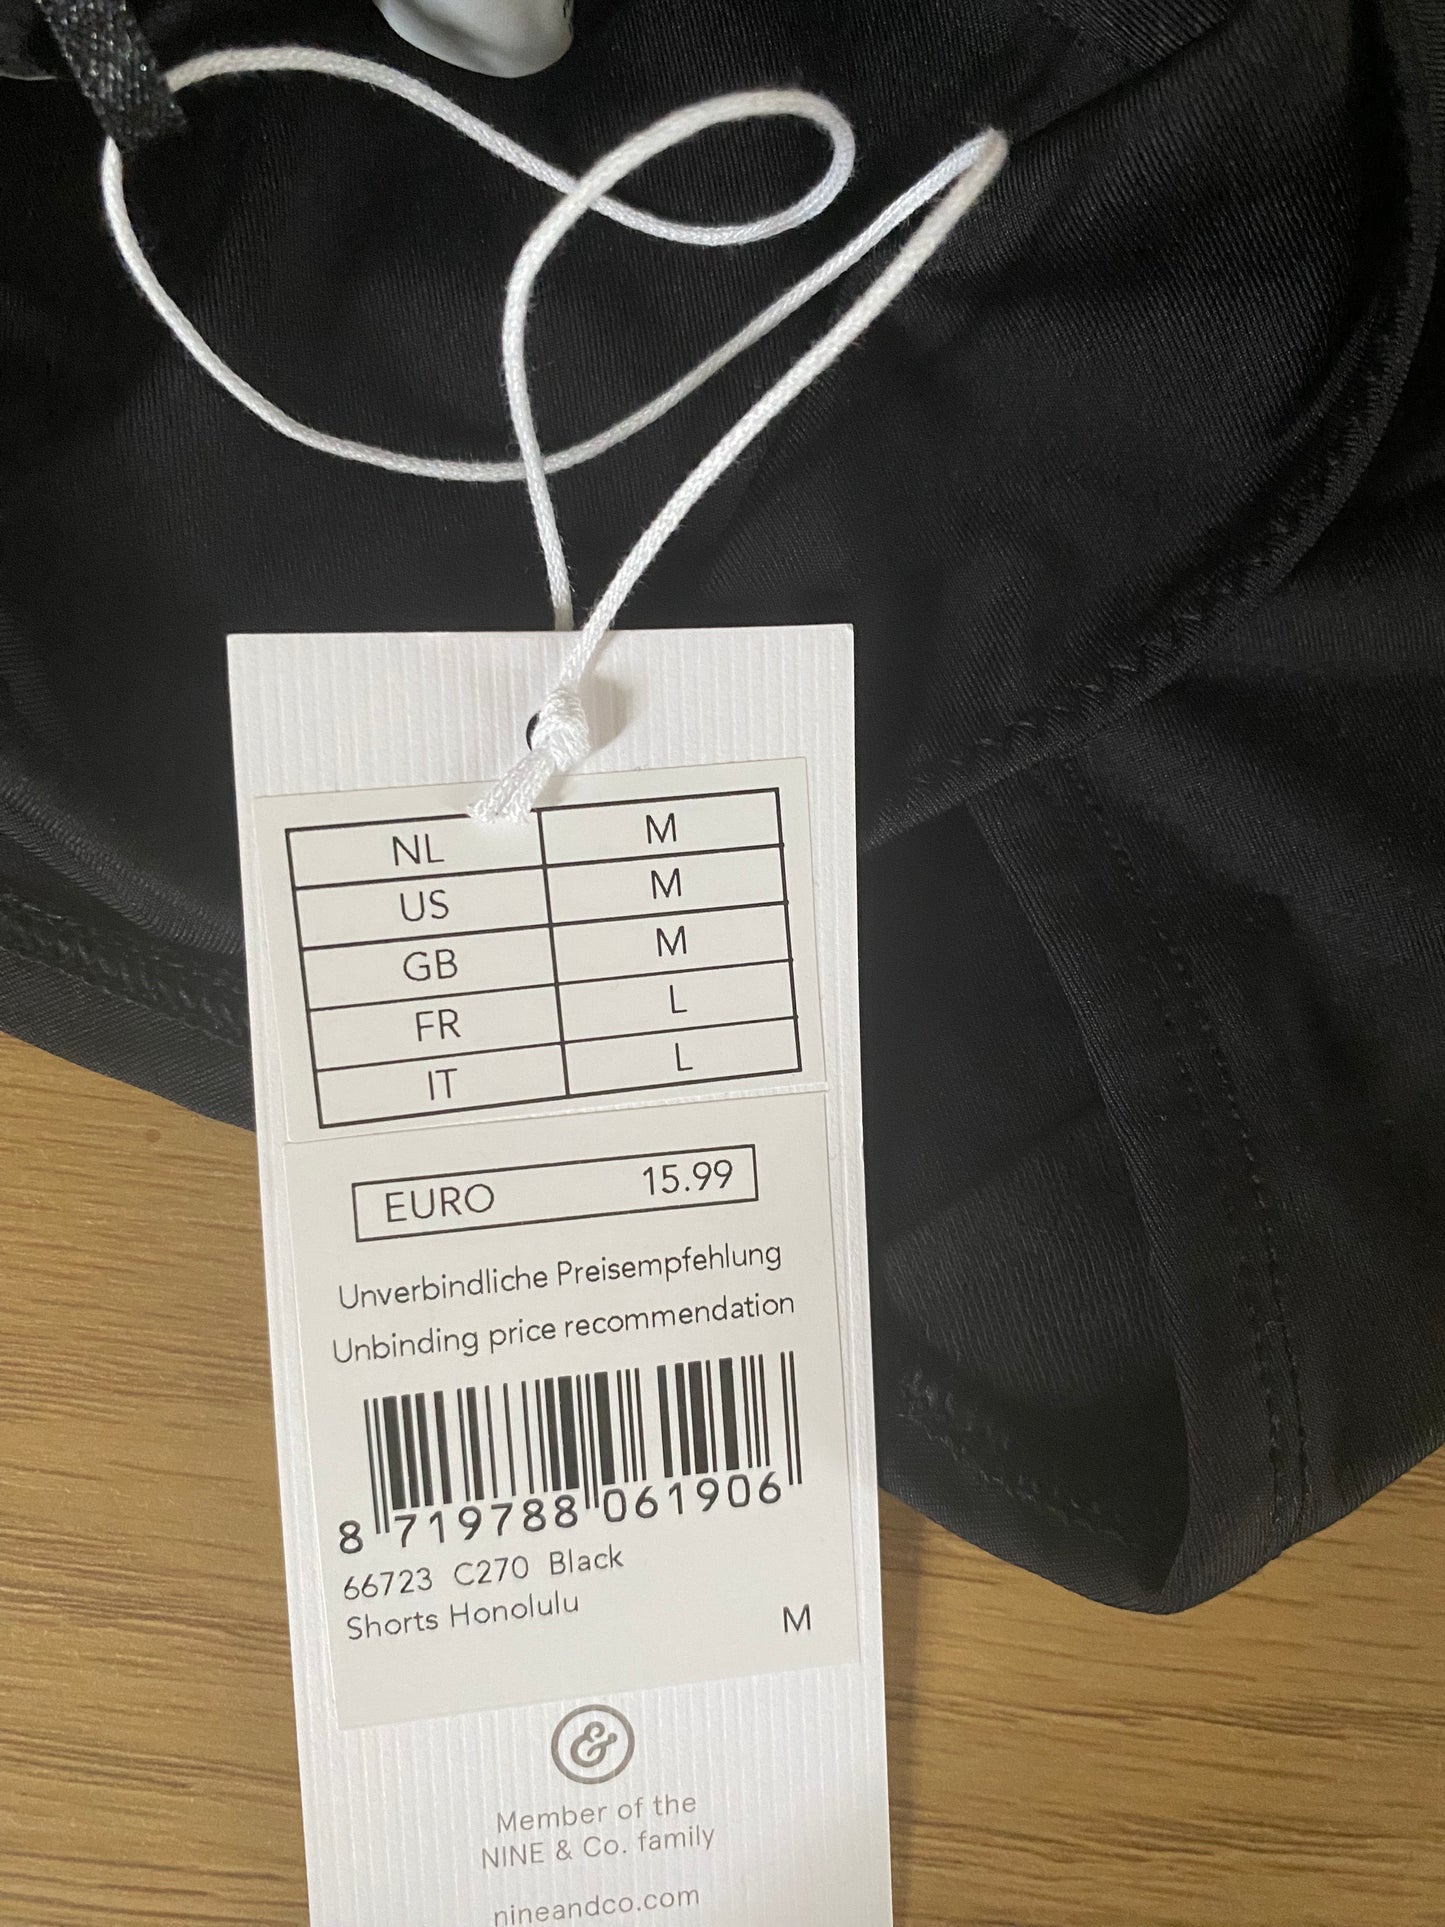 NL M
US M
GB M
FR L
IT L
EURO 15.99
Unverbindliche Preisempfehlung
Unbinding price recommendation
8 719788 061906
66723 C270 Black
Shorts Honolulu
M
&
Member of the
NINE & Co. family
nineandco.com